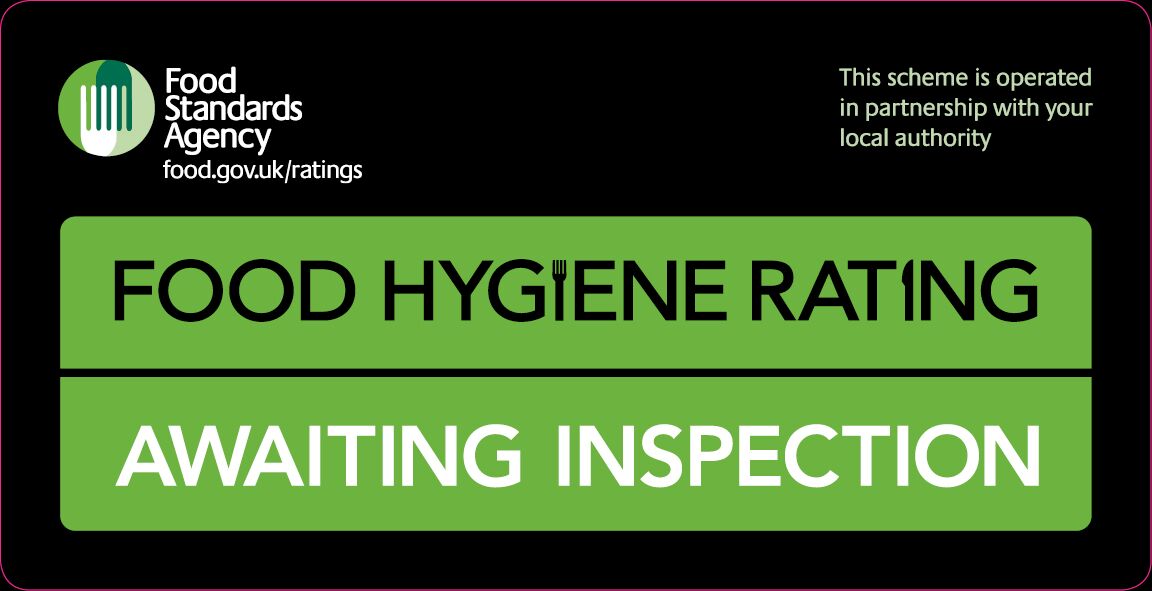 Food
Standards
Agency
food.gov.uk/ratings
This scheme is operated
in partnership with your
local authority
FOOD HYGIENE RATING
AWAITING INSPECTION